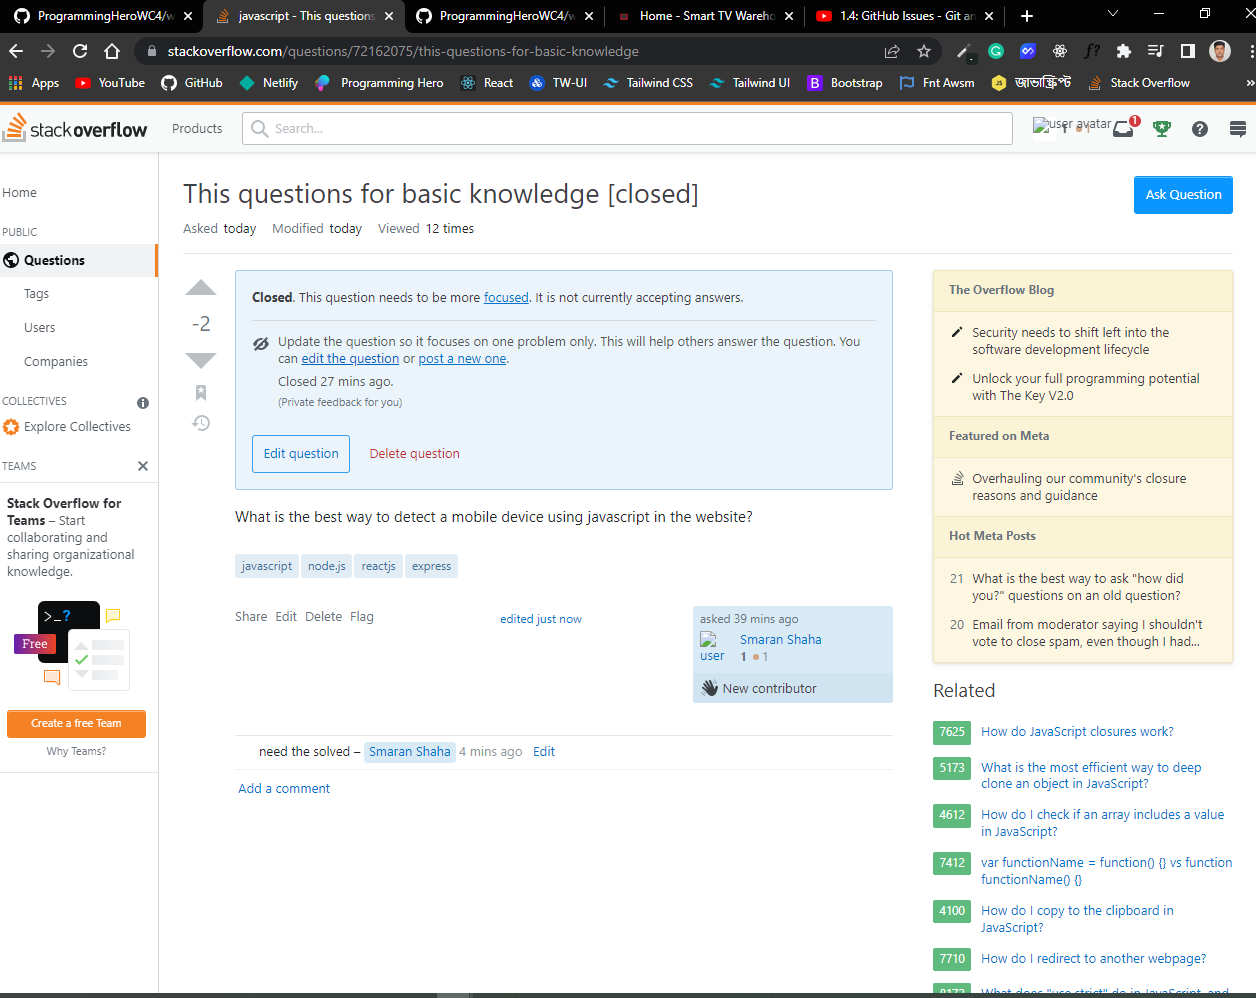 ProgrammingHeroWC4/w
javascript - This questions
ProgrammingHeroWC4/w
Home - Smart TV Wareho
1.4: GitHub Issues - Git an
stackoverflow.com/questions/72162075/this-questions-for-basic-knowledge
Apps
YouTube
GitHub
Netlify
Programming Hero
React
TW-UI
Tailwind CSS
Tailwind UI
Bootstrap
Fnt Awsm
জাভাস্ক্রিপ্ট
Stack Overflow
stackoverflow
Products
Search...
user avatar
1
1
1
Home
PUBLIC
Questions
Tags
Users
Companies
COLLECTIVES
Explore Collectives
TEAMS
Stack Overflow for
Teams – Start
collaborating and
sharing organizational
knowledge.
>_?
Free
Create a free Team
Why Teams?
This questions for basic knowledge [closed]
Ask Question
Asked today Modified today Viewed 12 times
-2
Closed. This question needs to be more focused. It is not currently accepting answers.
Update the question so it focuses on one problem only. This will help others answer the question. You
can edit the question or post a new one.
Closed 27 mins ago.
(Private feedback for you)
Edit question
Delete question
What is the best way to detect a mobile device using javascript in the website?
javascript node.js reactjs express
Share Edit Delete Flag
edited just now
asked 39 mins ago
user
Smaran Shaha
1 1
New contributor
need the solved – Smaran Shaha 4 mins ago Edit
Add a comment
The Overflow Blog
Security needs to shift left into the
software development lifecycle
Unlock your full programming potential
with The Key V2.0
Featured on Meta
Overhauling our community's closure
reasons and guidance
Hot Meta Posts
21 What is the best way to ask "how did
you?" questions on an old question?
20 Email from moderator saying I shouldn't
vote to close spam, even though I had...
Related
7625 How do JavaScript closures work?
5173 What is the most efficient way to deep
clone an object in JavaScript?
4612 How do I check if an array includes a value
in JavaScript?
7412 var functionName = function() {} vs function
functionName() {}
4100 How do I copy to the clipboard in
JavaScript?
7710 How do I redirect to another webpage?
8173 What does "use strict" do in JavaScript, and